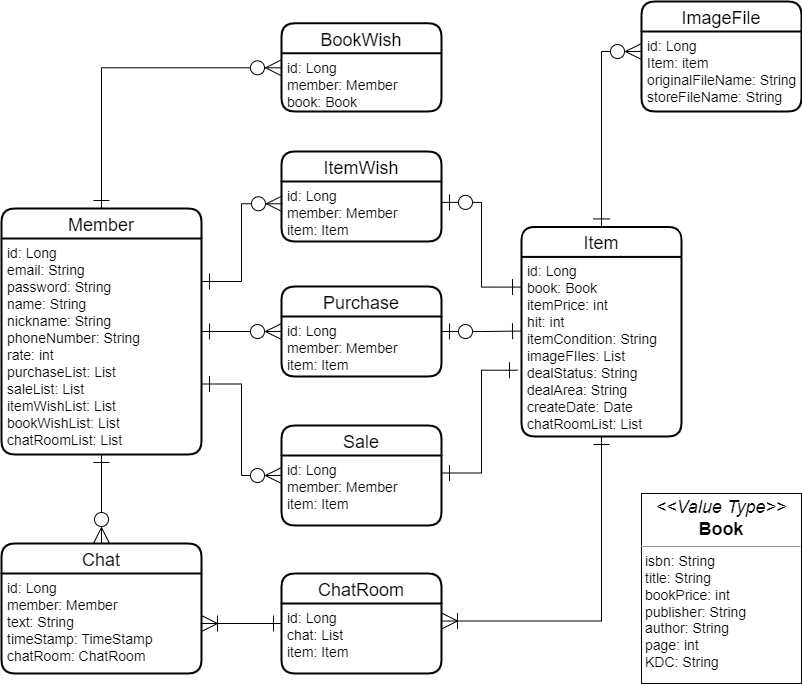 BookWish
id: Long
member: Member
book: Book
ImageFile
id: Long
Item: item
originalFileName: String
storeFileName: String
ItemWish
id: Long
member: Member
item: Item
Member
id: Long
email: String
password: String
name: String
nickname: String
phoneNumber: String
rate: int
purchaseList: List
saleList: List
itemWishList: List
bookWishList: List
chatRoomList: List
Item
id: Long
book: Book
itemPrice: int
hit: int
itemCondition: String
imageFIles: List
dealStatus: String
dealArea: String
createDate: Date
chatRoomList: List
Purchase
id: Long
member: Member
item: Item
Sale
id: Long
member: Member
item: Item
Chat
id: Long
member: Member
text: String
timeStamp: TimeStamp
chatRoom: ChatRoom
ChatRoom
id: Long
chat: List
item: Item
<<Value Type>>
Book
isbn: String
title: String
bookPrice: int
publisher: String
author: String
page: int
KDC: String